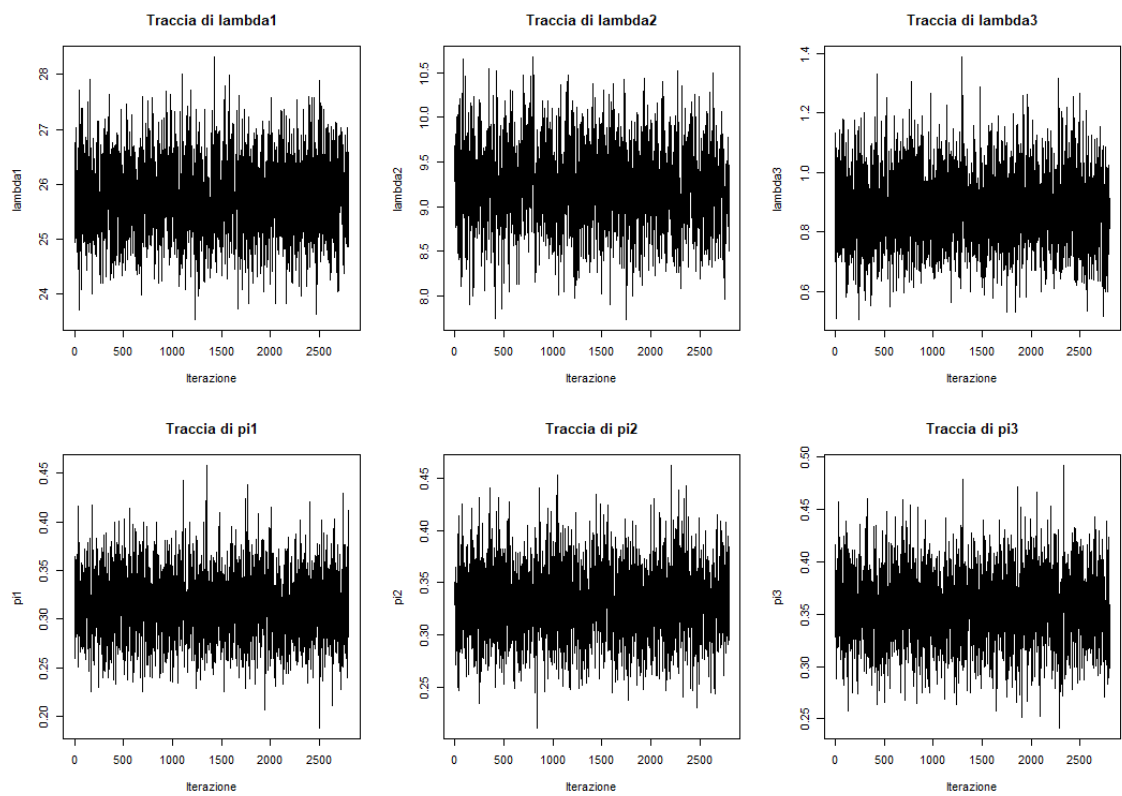 Traccia di lambda1
lambda1
28
27
26
25
24
0 500 1000 1500 2000 2500
Iterazione
Traccia di lambda2
lambda2
10.5
10.0
9.5
9.0
8.5
8.0
0 500 1000 1500 2000 2500
Iterazione
Traccia di lambda3
lambda3
1.4
1.2
1.0
0.8
0.6
0 500 1000 1500 2000 2500
Iterazione
Traccia di pi1
pi1
0.45
0.40
0.35
0.30
0.25
0.20
0 500 1000 1500 2000 2500
Iterazione
Traccia di pi2
pi2
0.45
0.40
0.35
0.30
0.25
0 500 1000 1500 2000 2500
Iterazione
Traccia di pi3
pi3
0.50
0.45
0.40
0.35
0.30
0.25
0 500 1000 1500 2000 2500
Iterazione